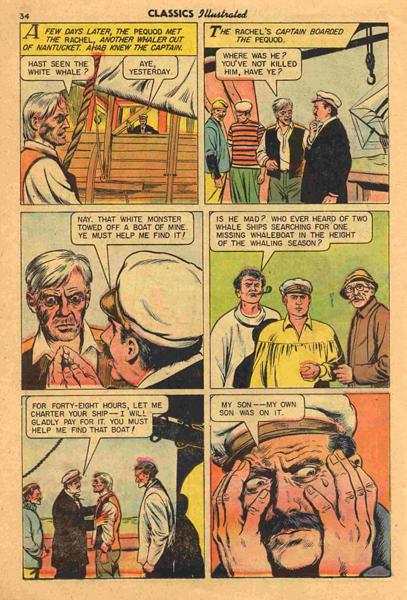 34
CLASSICS Illustrated
A FEW DAYS LATER, THE PEQUOD MET
THE RACHEL, ANOTHER WHALER OUT
OF NANTUCKET. AHAB KNEW THE CAPTAIN.
HAST SEEN THE
WHITE WHALE?
AYE,
YESTERDAY.
THE RACHEL'S CAPTAIN BOARDED
THE PEQUOD.
WHERE WAS HE?
YOU'VE NOT KILLED
HIM, HAVE YE?
NAY. THAT WHITE MONSTER
TOWED OFF A BOAT OF MINE.
YE MUST HELP ME FIND IT!
IS HE MAD? WHO EVER HEARD OF TWO
WHALE SHIPS SEARCHING FOR ONE
MISSING WHALEBOAT IN THE HEIGHT
OF THE WHALING SEASON?
FOR FORTY-EIGHT HOURS, LET ME
CHARTER YOUR SHIP--I WILL
GLADLY PAY FOR IT. YOU MUST
HELP ME FIND THAT BOAT!
MY SON--MY OWN
SON WAS ON IT.